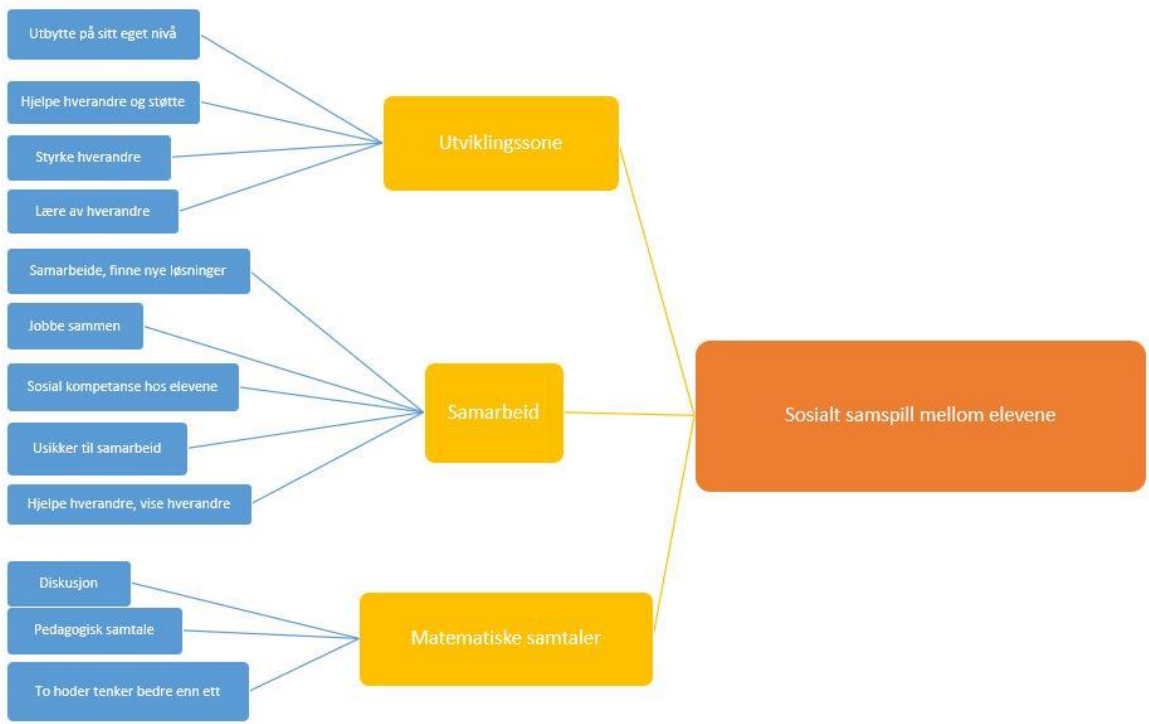 Utbytte på sitt eget nivå
Hjelpe hverandre og støtte
Styrke hverandre
Lære av hverandre
Utviklingssone
Samarbeide, finne nye løsninger
Jobbe sammen
Sosial kompetanse hos elevene
Usikker til samarbeid
Hjelpe hverandre, vise hverandre
Samarbeid
Diskusjon
Pedagogisk samtale
To hoder tenker bedre enn ett
Matematiske samtaler
Sosialt samspill mellom elevene